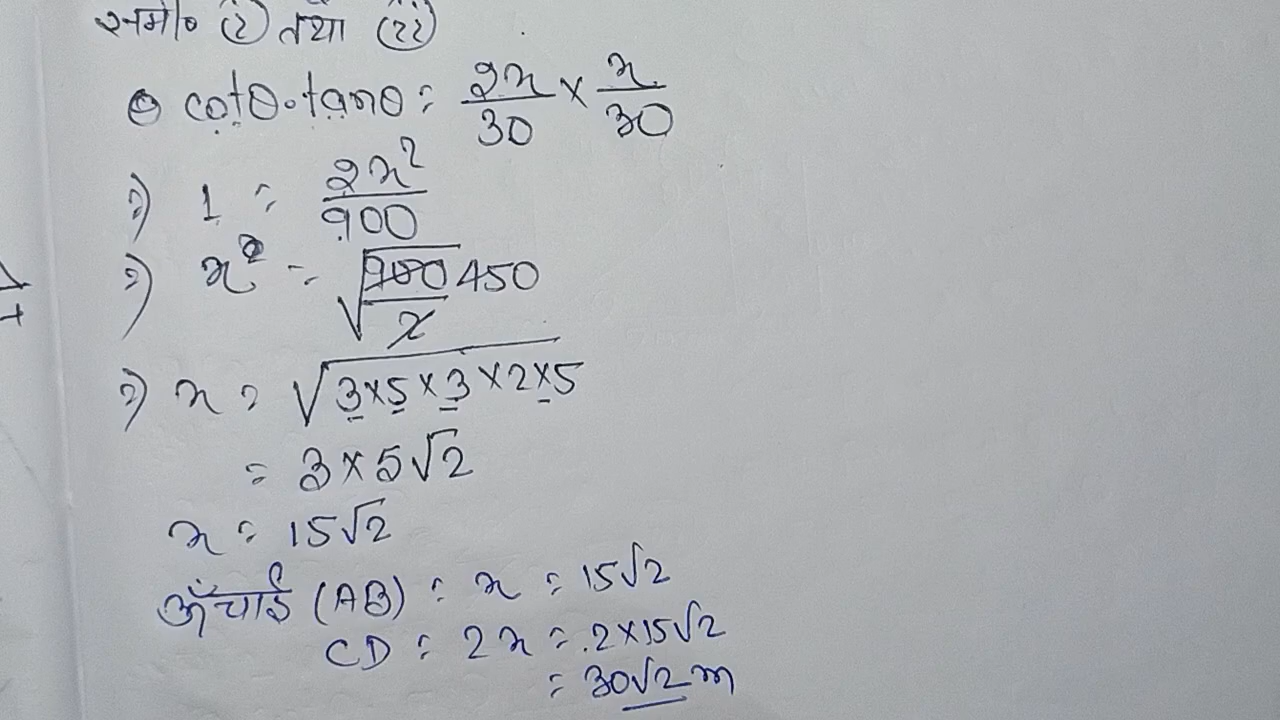 समी० (i) तथा (ii)
cotθ.tanθ = 2x/30 × x/30
⇒) 1 = 2x²/900
⇒) x² = √900/2 450
⇒) x = √3×5×3×2×5
= 3×5√2
x = 15√2
ऊँचाई (AB) = x = 15√2
CD = 2x = 2×15√2
= 30√2 m